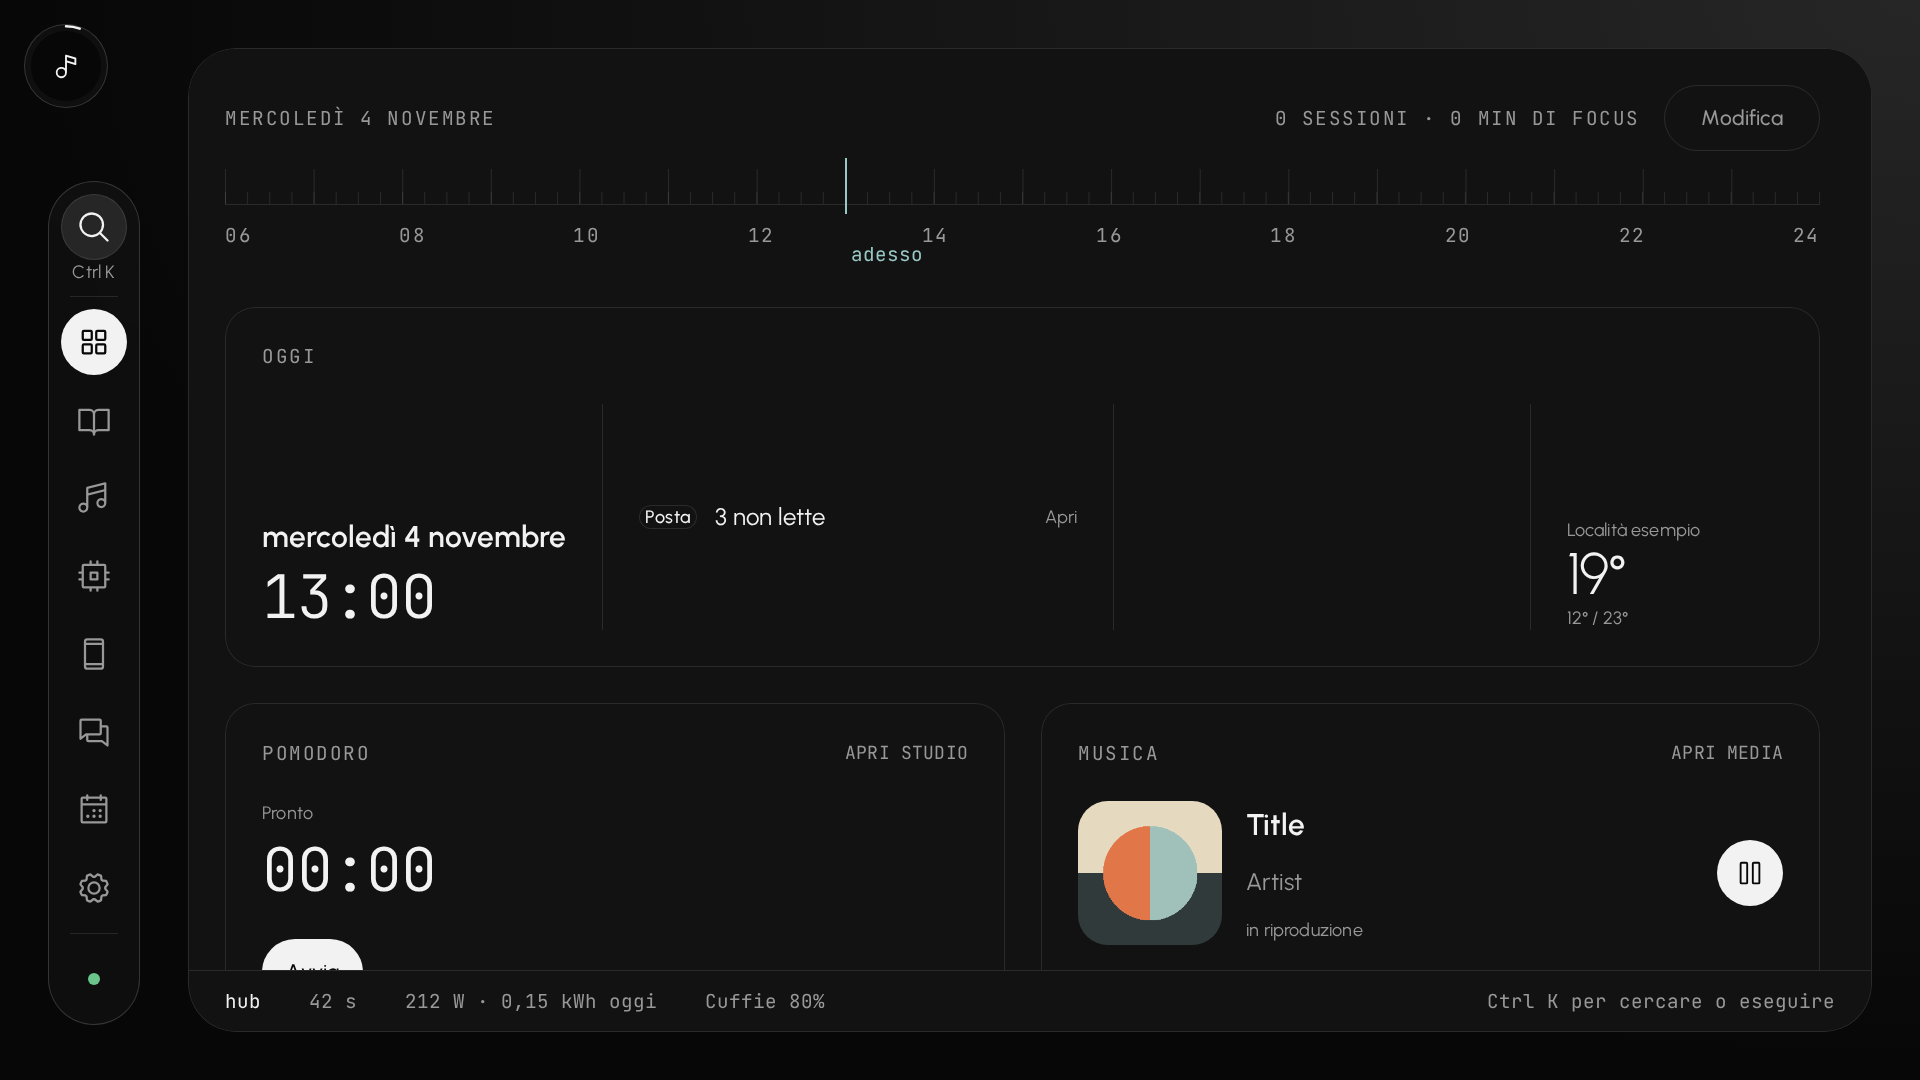 MERCOLEDÌ 4 NOVEMBRE
0 SESSIONI · 0 MIN DI FOCUS
Modifica
06 08 10 12 14 16 18 20 22 24
adesso
Ctrl K
OGGI
mercoledì 4 novembre
13:00
Posta 3 non lette Apri
Località esempio
19°
12° / 23°
POMODORO APRI STUDIO
Pronto
00:00
Avvia
MUSICA APRI MEDIA
Title
Artist
in riproduzione
hub 42 s 212 W · 0,15 kWh oggi Cuffie 80%
Ctrl K per cercare o eseguire